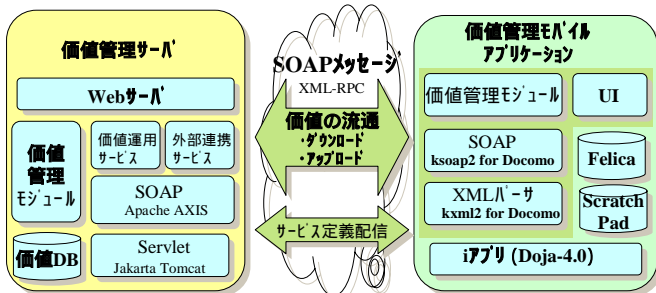 価値管理サーバ
Webサーバ
価値
管理
モジュール
価値運用
サービス
外部連携
サービス
SOAP
Apache AXIS
価値DB
Servlet
Jakarta Tomcat
SOAPメッセージ
XML-RPC
価値の流通
・ダウンロード
・アップロード
サービス定義配信
価値管理モバイル
アプリケーション
価値管理モジュール
UI
SOAP
ksoap2 for Docomo
Felica
XMLパーサ
kxml2 for Docomo
Scratch
Pad
iアプリ (Doja-4.0)